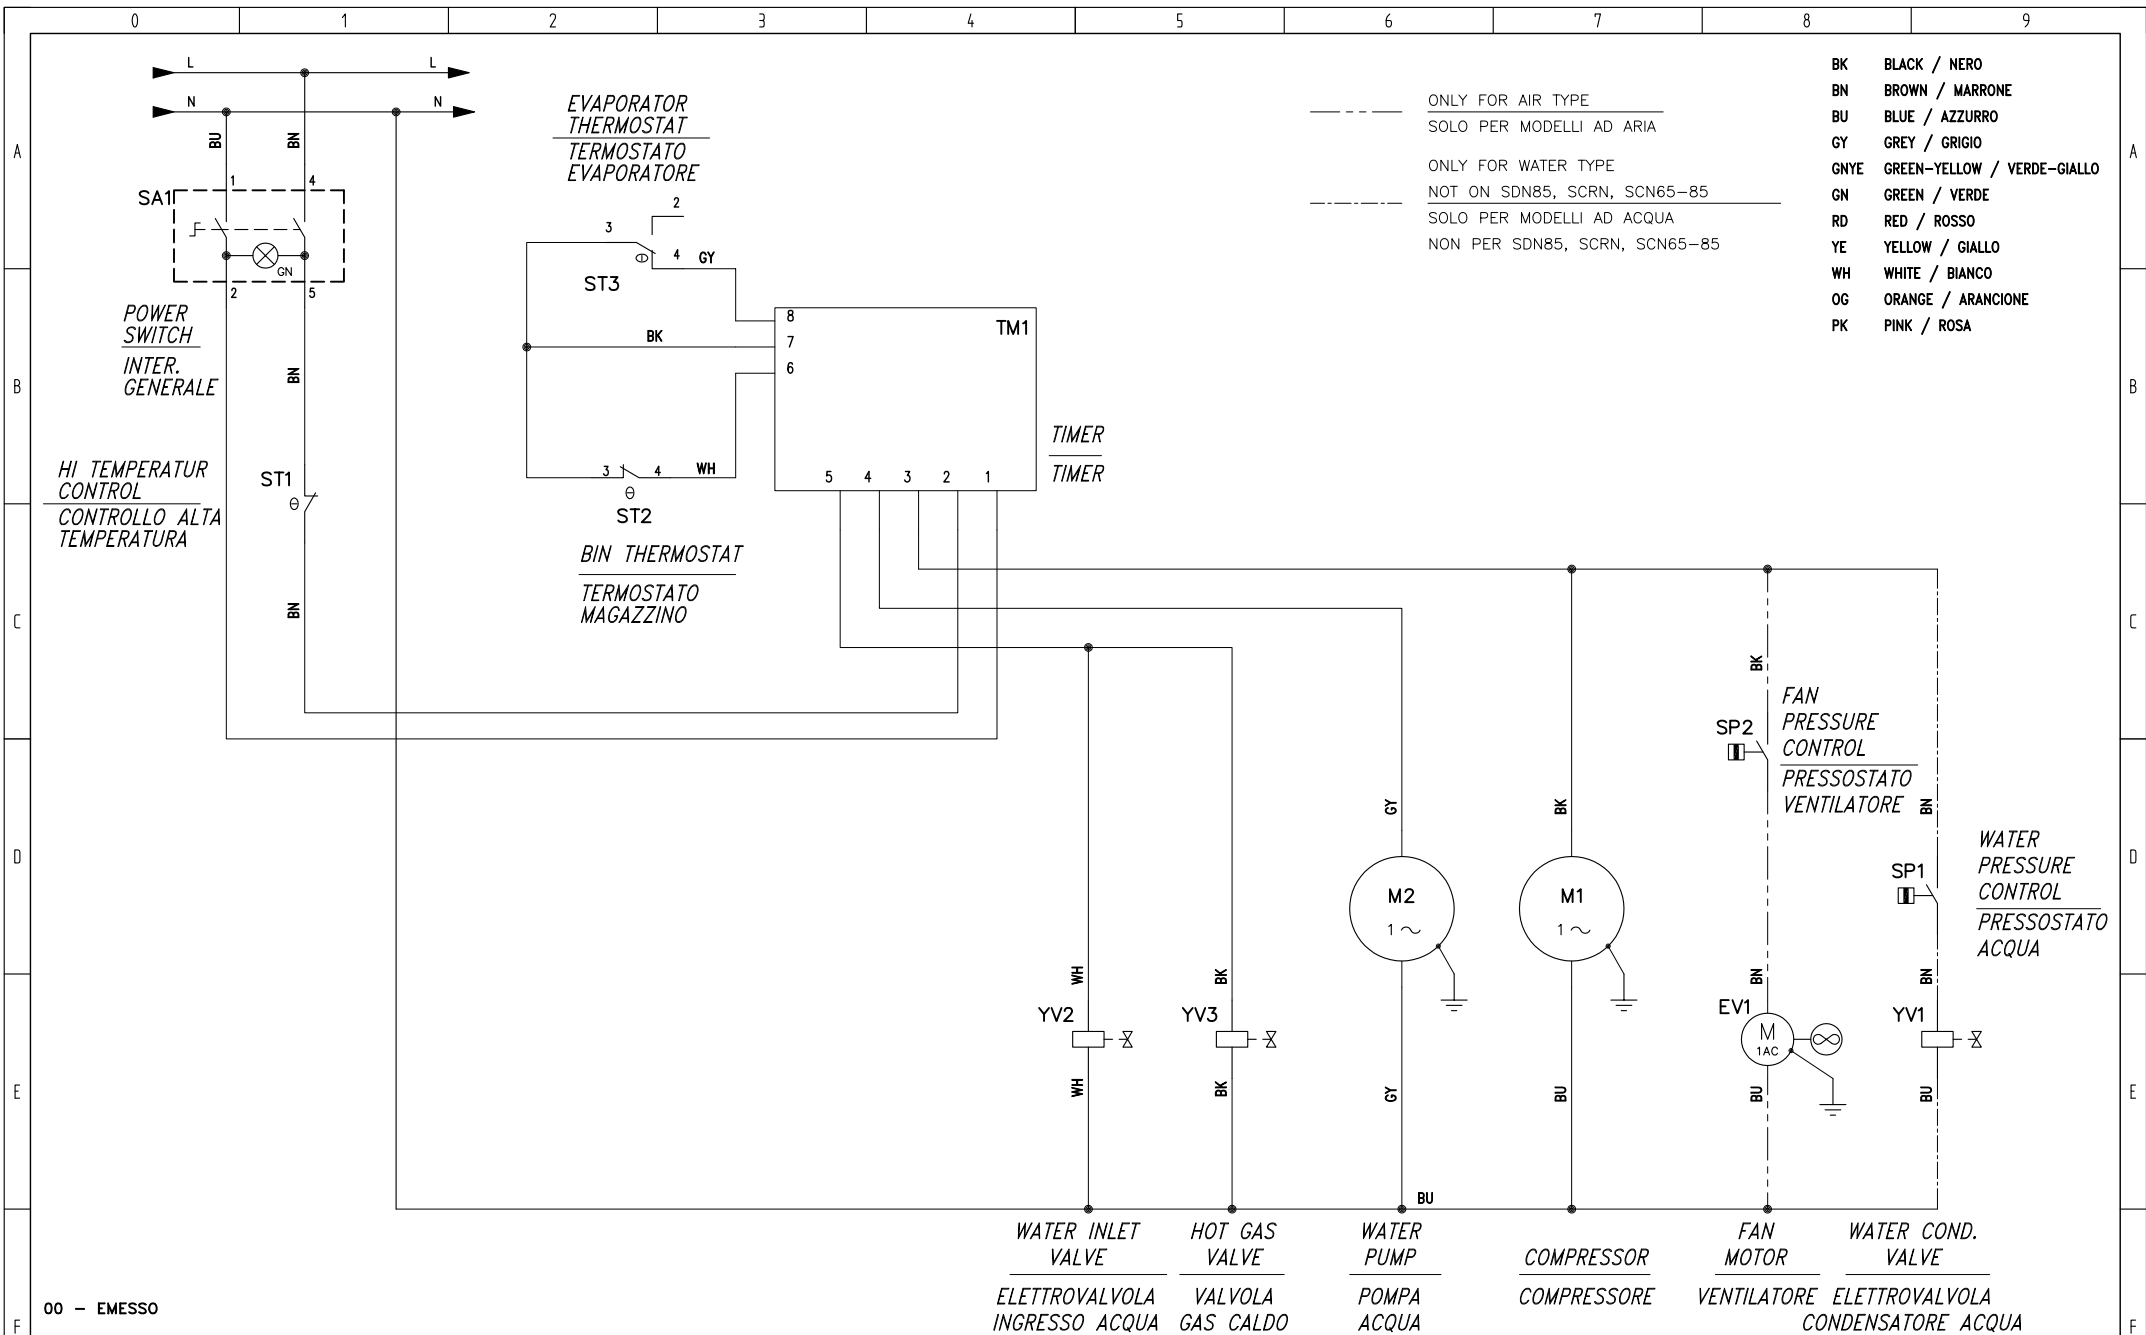 0 1 2 3 4 5 6 7 8 9
L L
N N
BU BN
1 4
SA1
GN
2 5
POWER
SWITCH
INTER.
GENERALE
BN
HI TEMPERATUR
CONTROL
CONTROLLO ALTA
TEMPERATURA
ST1
BN
EVAPORATOR
THERMOSTAT
TERMOSTATO
EVAPORATORE
2
3
4 GY
ST3
BK
8
7
6
TM1
TIMER
TIMER
5 4 3 2 1
3 4 WH
ST2
BIN THERMOSTAT
TERMOSTATO
MAGAZZINO
ONLY FOR AIR TYPE
SOLO PER MODELLI AD ARIA
ONLY FOR WATER TYPE
NOT ON SDN85, SCRN, SCN65-85
SOLO PER MODELLI AD ACQUA
NON PER SDN85, SCRN, SCN65-85
BK BLACK / NERO
BN BROWN / MARRONE
BU BLUE / AZZURRO
GY GREY / GRIGIO
GNYE GREEN-YELLOW / VERDE-GIALLO
GN GREEN / VERDE
RD RED / ROSSO
YE YELLOW / GIALLO
WH WHITE / BIANCO
OG ORANGE / ARANCIONE
PK PINK / ROSA
A A
B B
C C
D D
E E
F F
BK
SP2
FAN
PRESSURE
CONTROL
PRESSOSTATO
VENTILATORE
GY BK BN
M2
1~
M1
1~
SP1
WATER
PRESSURE
CONTROL
PRESSOSTATO
ACQUA
WH BK BN BN
YV2 YV3 EV1 YV1
M
1AC
WH BK GY BU BU BU
BU
WATER INLET
VALVE
ELETTROVALVOLA
INGRESSO ACQUA
HOT GAS
VALVE
VALVOLA
GAS CALDO
WATER
PUMP
POMPA
ACQUA
COMPRESSOR
COMPRESSORE
FAN
MOTOR
VENTILATORE
WATER COND.
VALVE
ELETTROVALVOLA
CONDENSATORE ACQUA
00 - EMESSO